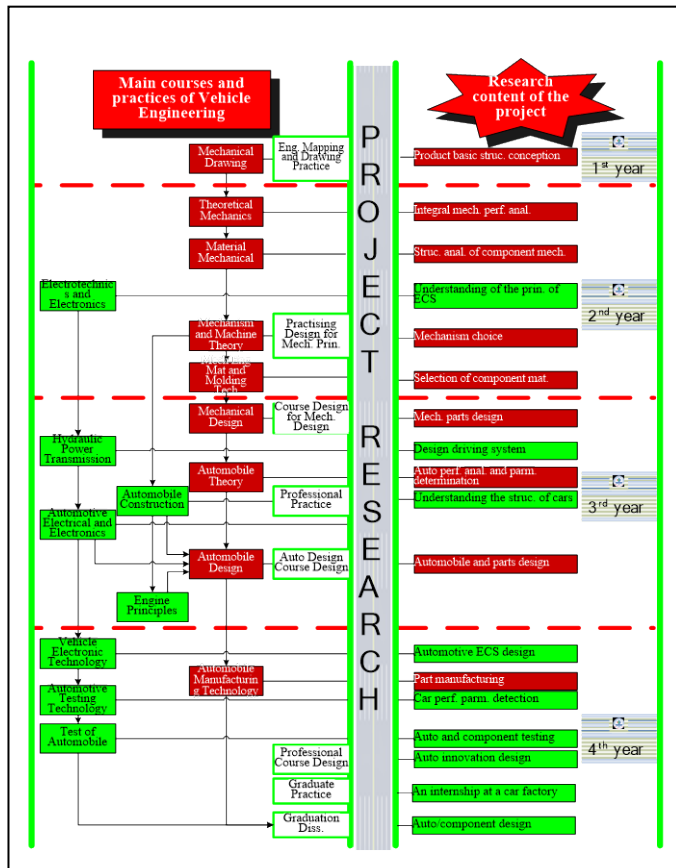 Main courses and
practices of Vehicle
Engineering
Research
content of the
project
PROJECT RESEARCH
Mechanical
Drawing
Eng. Mapping
and Drawing
Practice
Product basic struc. conception
1st year
Theoretical
Mechanics
Integral mech. perf. anal.
Material
Mechanical
Struc. anal. of component mech.
Electrotechnic
s and
Electronics
Understanding of the prin. of
ECS
2nd year
Mechanism
and Machine
Theory
Practising
Design for
Mech. Prin.
Mechanism choice
Mat and
Molding
Tech.
Selection of component mat.
Mechanical
Design
Course Design
for Mech.
Design
Mech. parts design
Hydraulic
Power
Transmission
Design driving system
Automobile
Theory
Auto perf. anal. and parm.
determination
Automobile
Construction
Professional
Practice
Understanding the struc. of cars
3rd year
Automotive
Electrical and
Electronics
Automobile
Design
Auto Design
Course Design
Automobile and parts design
Engine
Principles
Vehicle
Electronic
Technology
Automotive ECS design
Automobile
Manufacturin
g Technology
Part manufacturing
Automotive
Testing
Technology
Car perf. parm. detection
Test of
Automobile
Auto and component testing
4th year
Professional
Course Design
Auto innovation design
Graduate
Practice
An internship at a car factory
Graduation
Diss.
Auto/component design